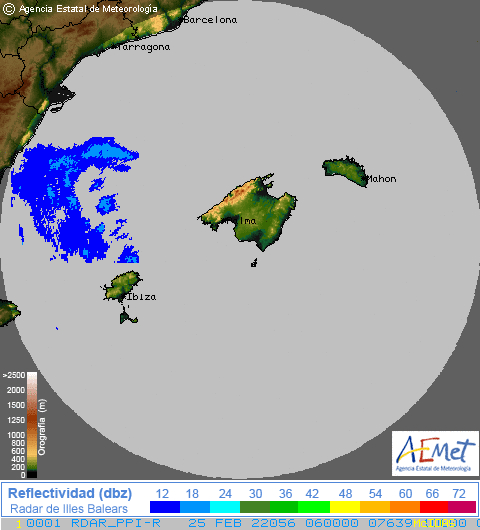 © Agencia Estatal de Meteorología
Barcelona
Tarragona
Mahon
lma
Ibiza
>2500
2000
1500
1000
800
600
400
200
0
Orografía (m)
AEmet
Agencia Estatal de Meteorología
Reflectividad (dbz)
Radar de Illes Balears
12 18 24 30 36 42 48 54 60 66 72
1 0001 RDAR_PPI-R 25 FEB 22056 060000 07639